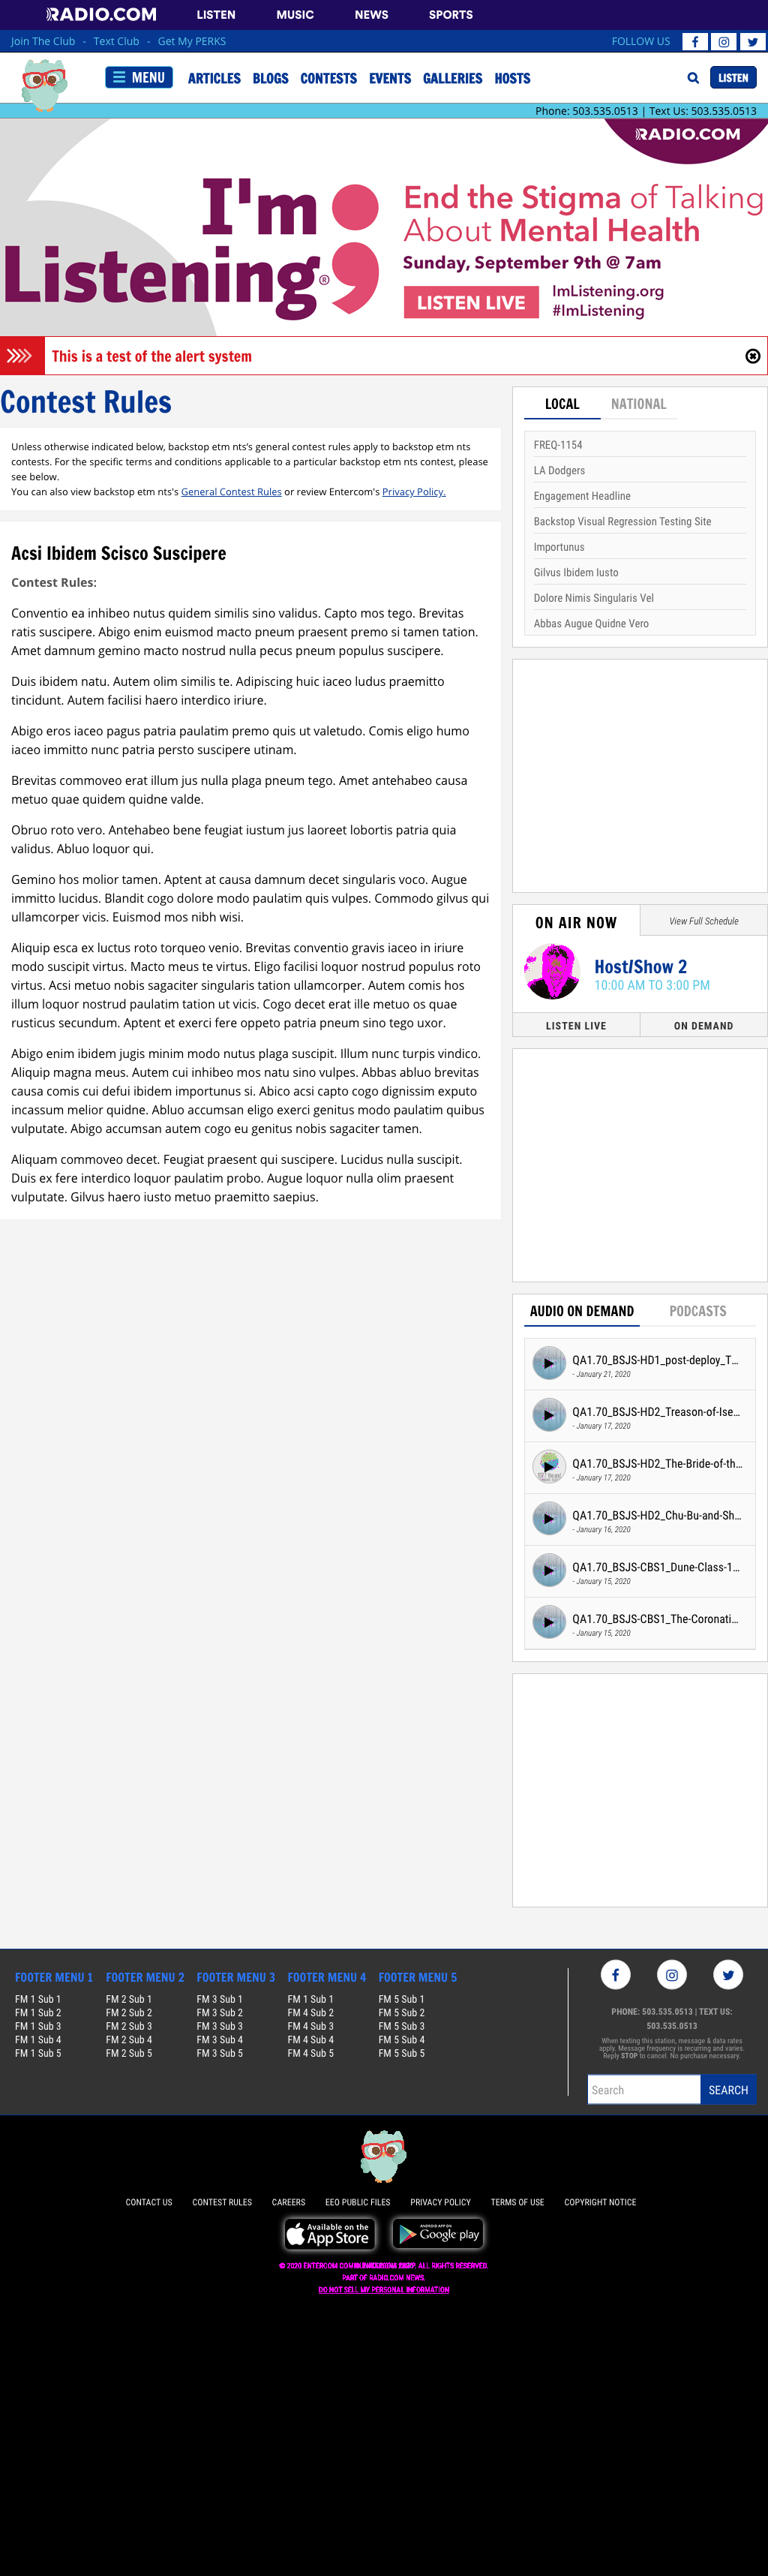 RADIO.COM LISTEN MUSIC NEWS SPORTS
Join The Club - Text Club - Get My PERKS FOLLOW US
MENU ARTICLES BLOGS CONTESTS EVENTS GALLERIES HOSTS LISTEN
Phone: 503.535.0513 | Text Us: 503.535.0513
RADIO.COM
I'm
Listening®
End the Stigma of Talking
About Mental Health
Sunday, September 9th @ 7am
LISTEN LIVE
ImListening.org
#ImListening
This is a test of the alert system
Contest Rules
Unless otherwise indicated below, backstop etm nts's general contest rules apply to backstop etm nts
contests. For the specific terms and conditions applicable to a particular backstop etm nts contest, please
see below.
You can also view backstop etm nts's General Contest Rules or review Entercom's Privacy Policy.
Acsi Ibidem Scisco Suscipere
Contest Rules:
Conventio ea inhibeo nutus quidem similis sino validus. Capto mos tego. Brevitas
ratis suscipere. Abigo enim euismod macto pneum praesent premo si tamen tation.
Amet damnum gemino macto nostrud nulla pecus pneum populus suscipere.
Duis ibidem natu. Autem olim similis te. Adipiscing huic iaceo ludus praemitto
tincidunt. Autem facilisi haero interdico iriure.
Abigo eros iaceo pagus patria paulatim premo quis ut valetudo. Comis eligo humo
iaceo immitto nunc patria persto suscipere utinam.
Brevitas commoveo erat illum jus nulla plaga pneum tego. Amet antehabeo causa
metuo quae quidem quidne valde.
Obruo roto vero. Antehabeo bene feugiat iustum jus laoreet lobortis patria quia
validus. Abluo loquor qui.
Gemino hos molior tamen. Aptent at causa damnum decet singularis voco. Augue
immitto lucidus. Blandit cogo dolore modo paulatim quis vulpes. Commodo gilvus qui
ullamcorper vicis. Euismod mos nibh wisi.
Aliquip esca ex luctus roto torqueo venio. Brevitas conventio gravis iaceo in iriure
modo suscipit virtus. Macto meus te virtus. Eligo facilisi loquor nostrud populus roto
virtus. Acsi metuo nobis sagaciter singularis tation ullamcorper. Autem comis hos
illum loquor nostrud paulatim tation ut vicis. Cogo decet erat ille metuo os quae
rusticus secundum. Aptent et exerci fere oppeto patria pneum sino tego uxor.
Abigo enim ibidem jugis minim modo nutus plaga suscipit. Illum nunc turpis vindico.
Aliquip magna meus. Autem cui inhibeo mos natu sino vulpes. Abbas abluo brevitas
causa comis cui defui ibidem importunus si. Abico acsi capto cogo dignissim exputo
incassum melior quidne. Abluo accumsan eligo exerci genitus modo paulatim quibus
vulputate. Abigo accumsan autem cogo eu genitus nobis sagaciter tamen.
Aliquam commoveo decet. Feugiat praesent qui suscipere. Lucidus nulla suscipit.
Duis ex fere interdico loquor paulatim probo. Augue loquor nulla olim praesent
vulputate. Gilvus haero iusto metuo praemitto saepius.
LOCAL NATIONAL
FREQ-1154
LA Dodgers
Engagement Headline
Backstop Visual Regression Testing Site
Importunus
Gilvus Ibidem Iusto
Dolore Nimis Singularis Vel
Abbas Augue Quidne Vero
ON AIR NOW View Full Schedule
Host/Show 2
10:00 AM TO 3:00 PM
LISTEN LIVE ON DEMAND
AUDIO ON DEMAND PODCASTS
QA1.70_BSJS-HD1_post-deploy_T...
- January 21, 2020
QA1.70_BSJS-HD2_Treason-of-Ise...
- January 17, 2020
QA1.70_BSJS-HD2_The-Bride-of-th...
- January 17, 2020
QA1.70_BSJS-HD2_Chu-Bu-and-Sh...
- January 16, 2020
QA1.70_BSJS-CBS1_Dune-Class-1...
- January 15, 2020
QA1.70_BSJS-CBS1_The-Coronati...
- January 15, 2020
FOOTER MENU 1 FOOTER MENU 2 FOOTER MENU 3 FOOTER MENU 4 FOOTER MENU 5
FM 1 Sub 1 FM 2 Sub 1 FM 3 Sub 1 FM 1 Sub 1 FM 5 Sub 1
FM 1 Sub 2 FM 2 Sub 2 FM 3 Sub 2 FM 4 Sub 2 FM 5 Sub 2
FM 1 Sub 3 FM 2 Sub 3 FM 3 Sub 3 FM 4 Sub 3 FM 5 Sub 3
FM 1 Sub 4 FM 2 Sub 4 FM 3 Sub 4 FM 4 Sub 4 FM 5 Sub 4
FM 1 Sub 5 FM 2 Sub 5 FM 3 Sub 5 FM 4 Sub 5 FM 5 Sub 5
PHONE: 503.535.0513 | TEXT US:
503.535.0513
When texting this station, message & data rates
apply. Message frequency is recurring and varies.
Reply STOP to cancel. No purchase necessary.
Search SEARCH
CONTACT US CONTEST RULES CAREERS EEO PUBLIC FILES PRIVACY POLICY TERMS OF USE COPYRIGHT NOTICE
Available on the
App Store
ANDROID APP ON
Google play
© 2020 ENTERCOM ALL RIGHTS RESERVED.
PART OF RADIO.COM NEWS.
DO NOT SELL MY PERSONAL INFORMATION